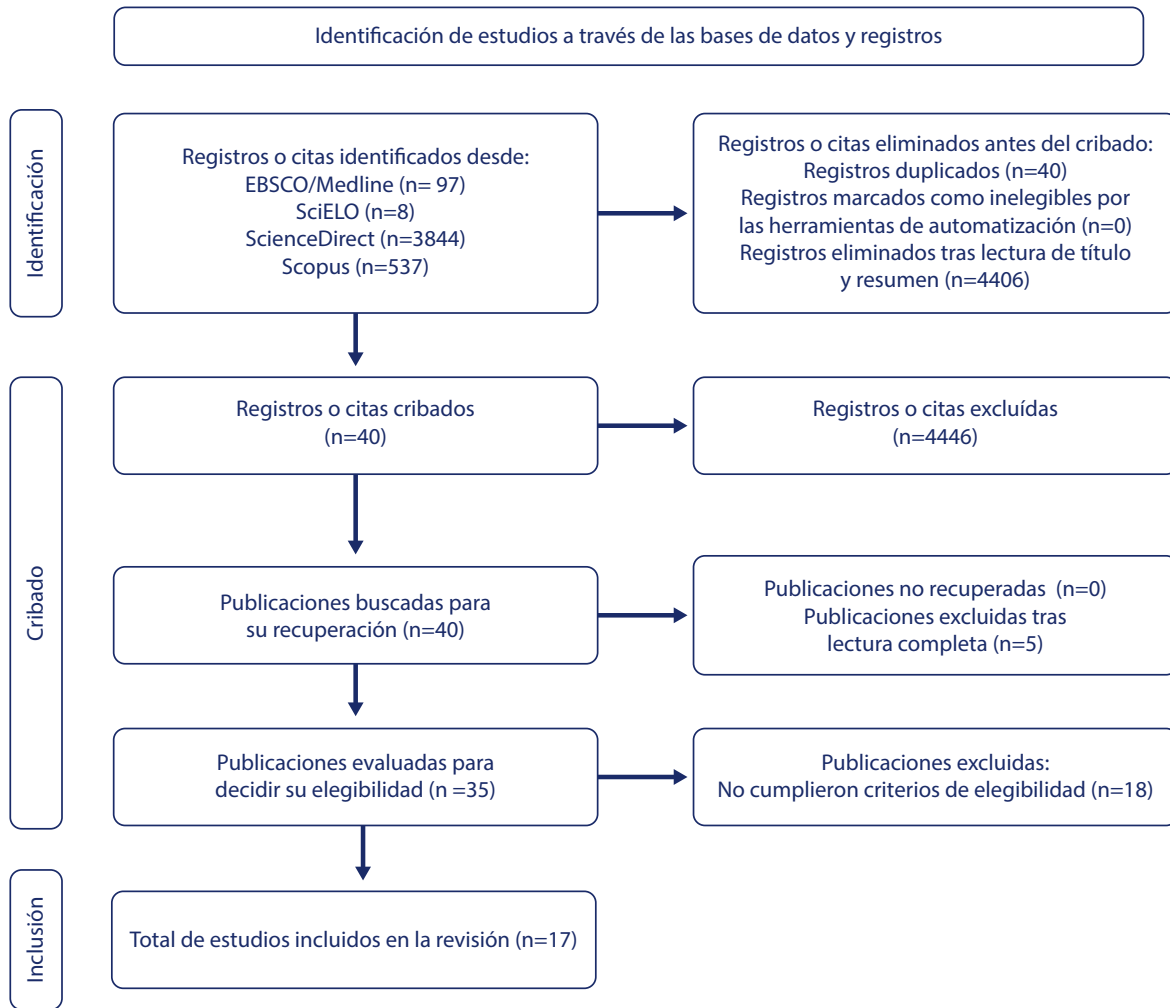 Identificación de estudios a través de las bases de datos y registros
Identificación
Registros o citas identificados desde:
EBSCO/Medline (n= 97)
SciELO (n=8)
ScienceDirect (n=3844)
Scopus (n=537)
Registros o citas eliminados antes del cribado:
Registros duplicados (n=40)
Registros marcados como inelegibles por
las herramientas de automatización (n=0)
Registros eliminados tras lectura de título
y resumen (n=4406)
Cribado
Registros o citas cribados
(n=40)
Registros o citas excluídas
(n=4446)
Publicaciones buscadas para
su recuperación (n=40)
Publicaciones no recuperadas (n=0)
Publicaciones excluidas tras
lectura completa (n=5)
Publicaciones evaluadas para
decidir su elegibilidad (n =35)
Publicaciones excluidas:
No cumplieron criterios de elegibilidad (n=18)
Inclusión
Total de estudios incluidos en la revisión (n=17)